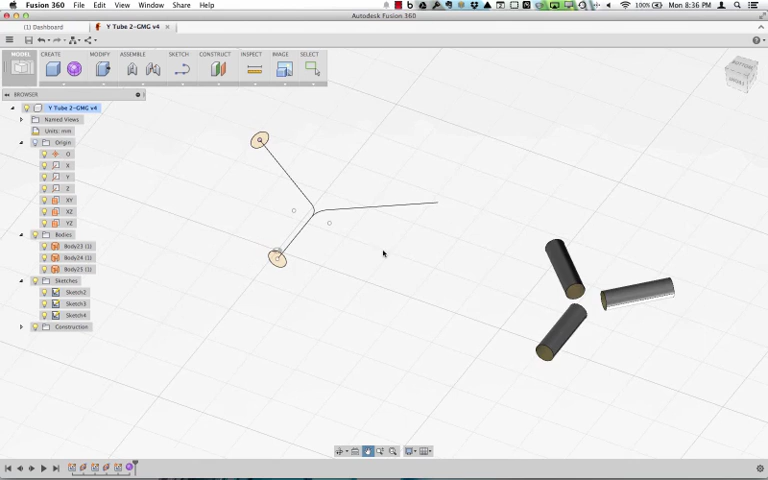 Fusion 360 File Edit View Window Share Help
100% Mon 8:36 PM
Autodesk Fusion 360
(1) Dashboard Y Tube 2-GMG v4
MODEL CREATE MODIFY ASSEMBLE SKETCH CONSTRUCT INSPECT IMAGE SELECT
BROWSER
Y Tube 2-GMG v4
Named Views
Units: mm
Origin
O
X
Y
Z
XY
XZ
YZ
Bodies
Body23 (1)
Body24 (1)
Body25 (1)
Sketches
Sketch2
Sketch3
Sketch4
Construction